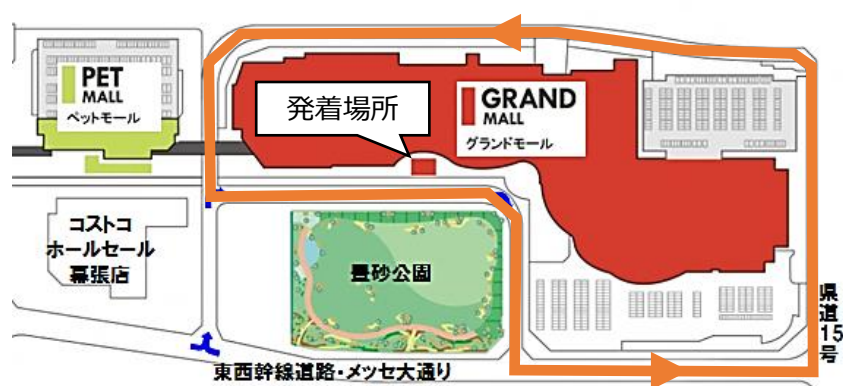 PET
MALL
ペットモール
発着場所
GRAND
MALL
グランドモール
コストコ
ホールセール
幕張店
豊砂公園
県道15号
東西幹線道路・メッセ大通り